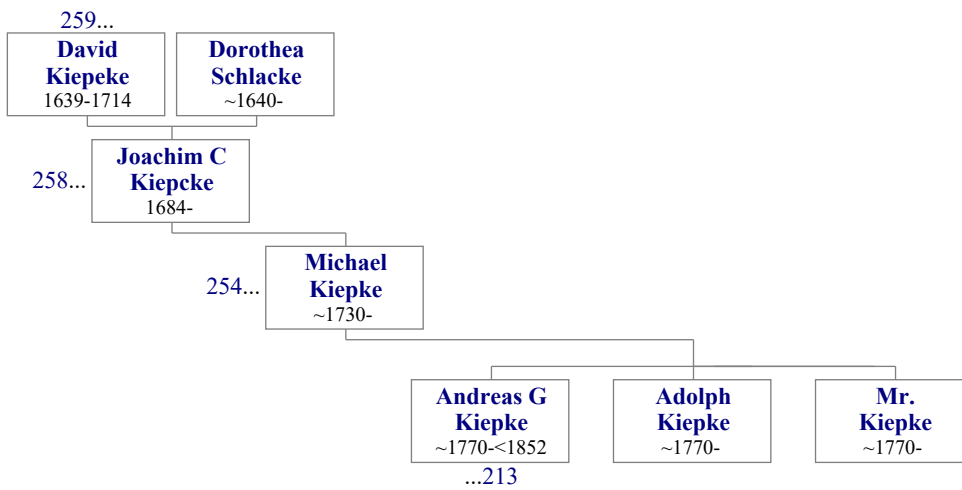 259...
David
Kiepeke
1639-1714
Dorothea
Schlacke
~1640-
258...
Joachim C
Kiepcke
1684-
254...
Michael
Kiepke
~1730-
Andreas G
Kiepke
~1770-<1852
...213
Adolph
Kiepke
~1770-
Mr.
Kiepke
~1770-